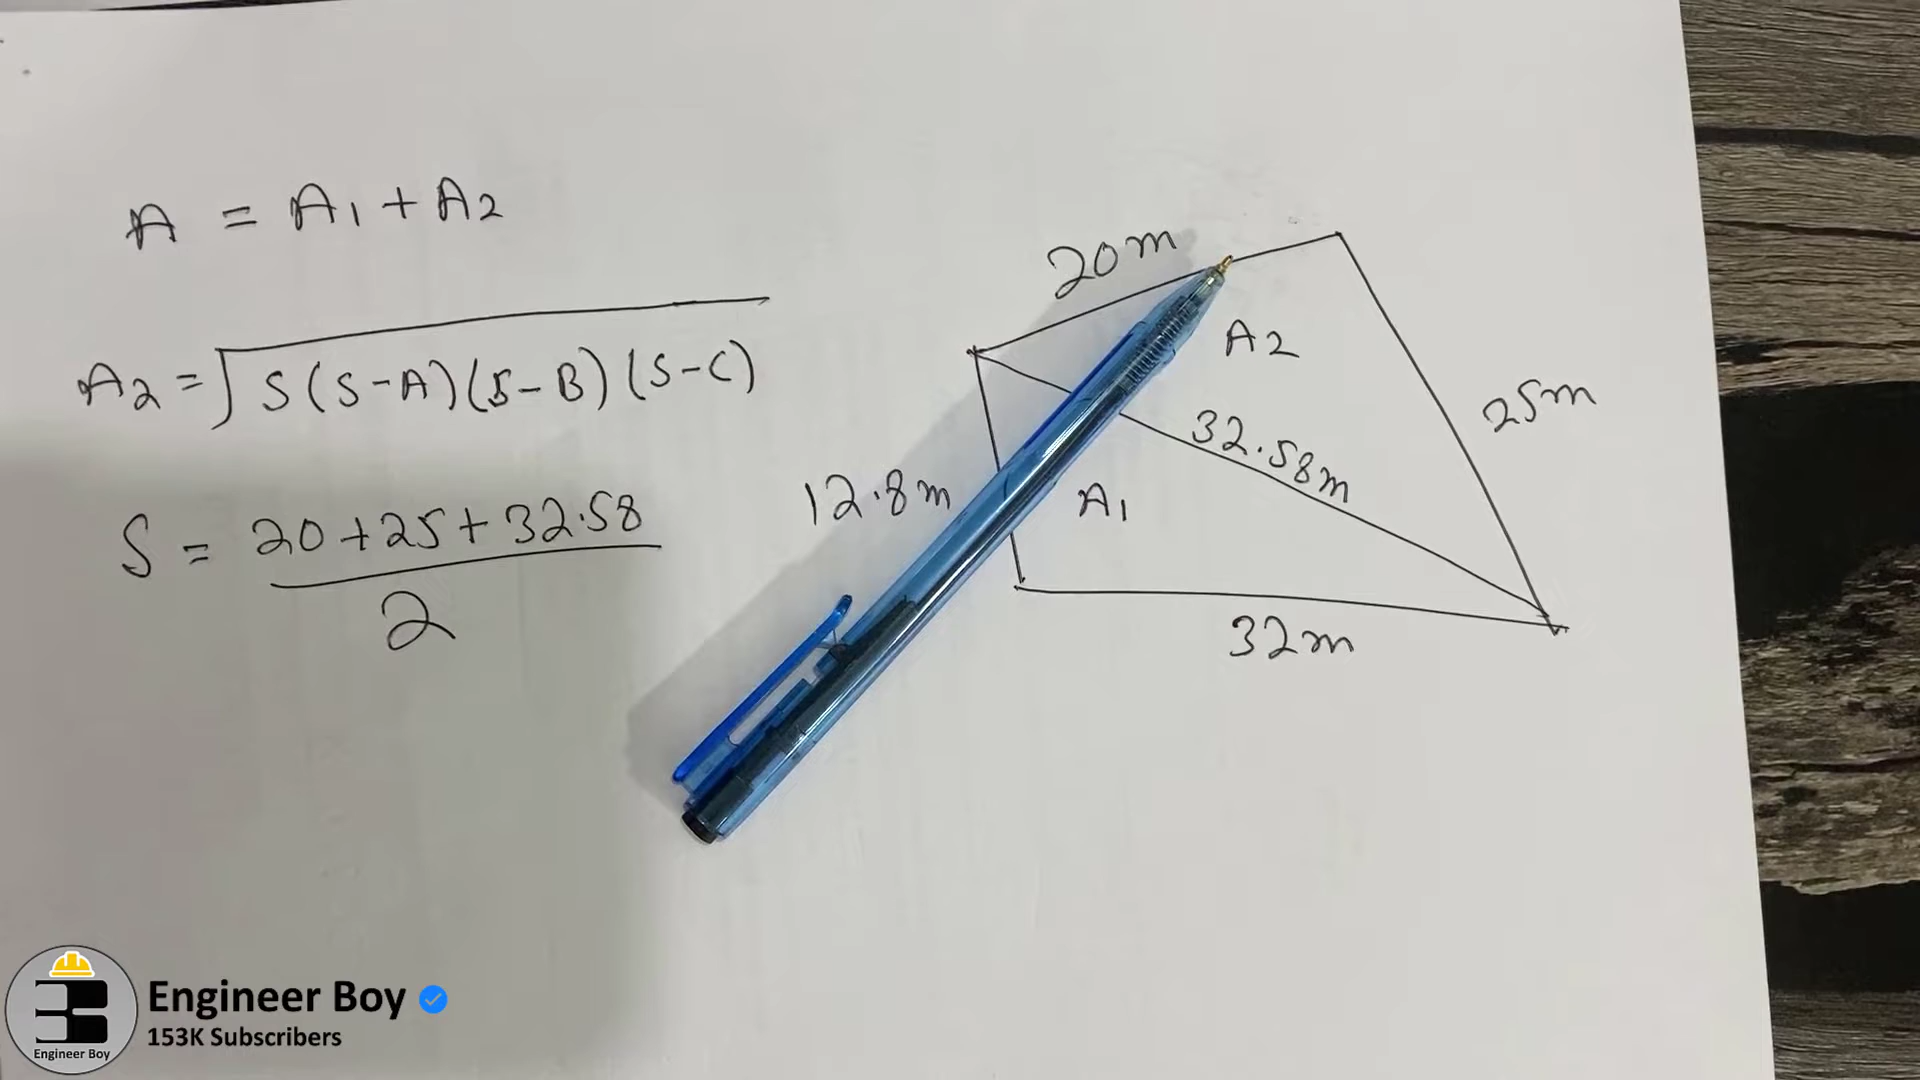 A = A1 + A2
A2 = √S(S-A)(S-B)(S-C)
S = 20+25+32.58
2
20m
A2
25m
32.58m
12.8m
A1
32m
Engineer Boy
153K Subscribers
Engineer Boy